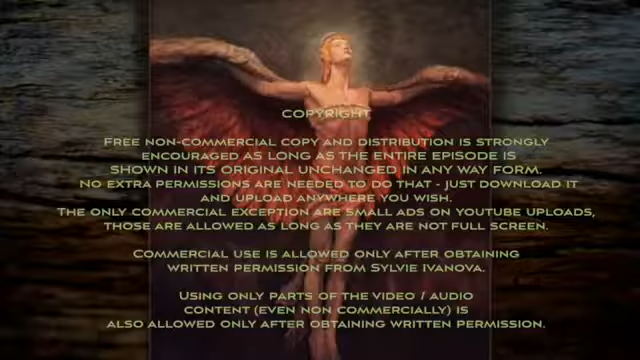 COPYRIGHT
FREE NON-COMMERCIAL COPY AND DISTRIBUTION IS STRONGLY
ENCOURAGED AS LONG AS THE ENTIRE EPISODE IS
SHOWN IN ITS ORIGINAL UNCHANGED IN ANY WAY FORM.
NO EXTRA PERMISSIONS ARE NEEDED TO DO THAT - JUST DOWNLOAD IT
AND UPLOAD ANYWHERE YOU WISH.
THE ONLY COMMERCIAL EXCEPTION ARE SMALL ADS ON YOUTUBE UPLOADS,
THOSE ARE ALLOWED AS LONG AS THEY ARE NOT FULL SCREEN.
COMMERCIAL USE IS ALLOWED ONLY AFTER OBTAINING
WRITTEN PERMISSION FROM SYLVIE IVANOVA.
USING ONLY PARTS OF THE VIDEO / AUDIO
CONTENT (EVEN NON COMMERCIALLY) IS
ALSO ALLOWED ONLY AFTER OBTAINING WRITTEN PERMISSION.